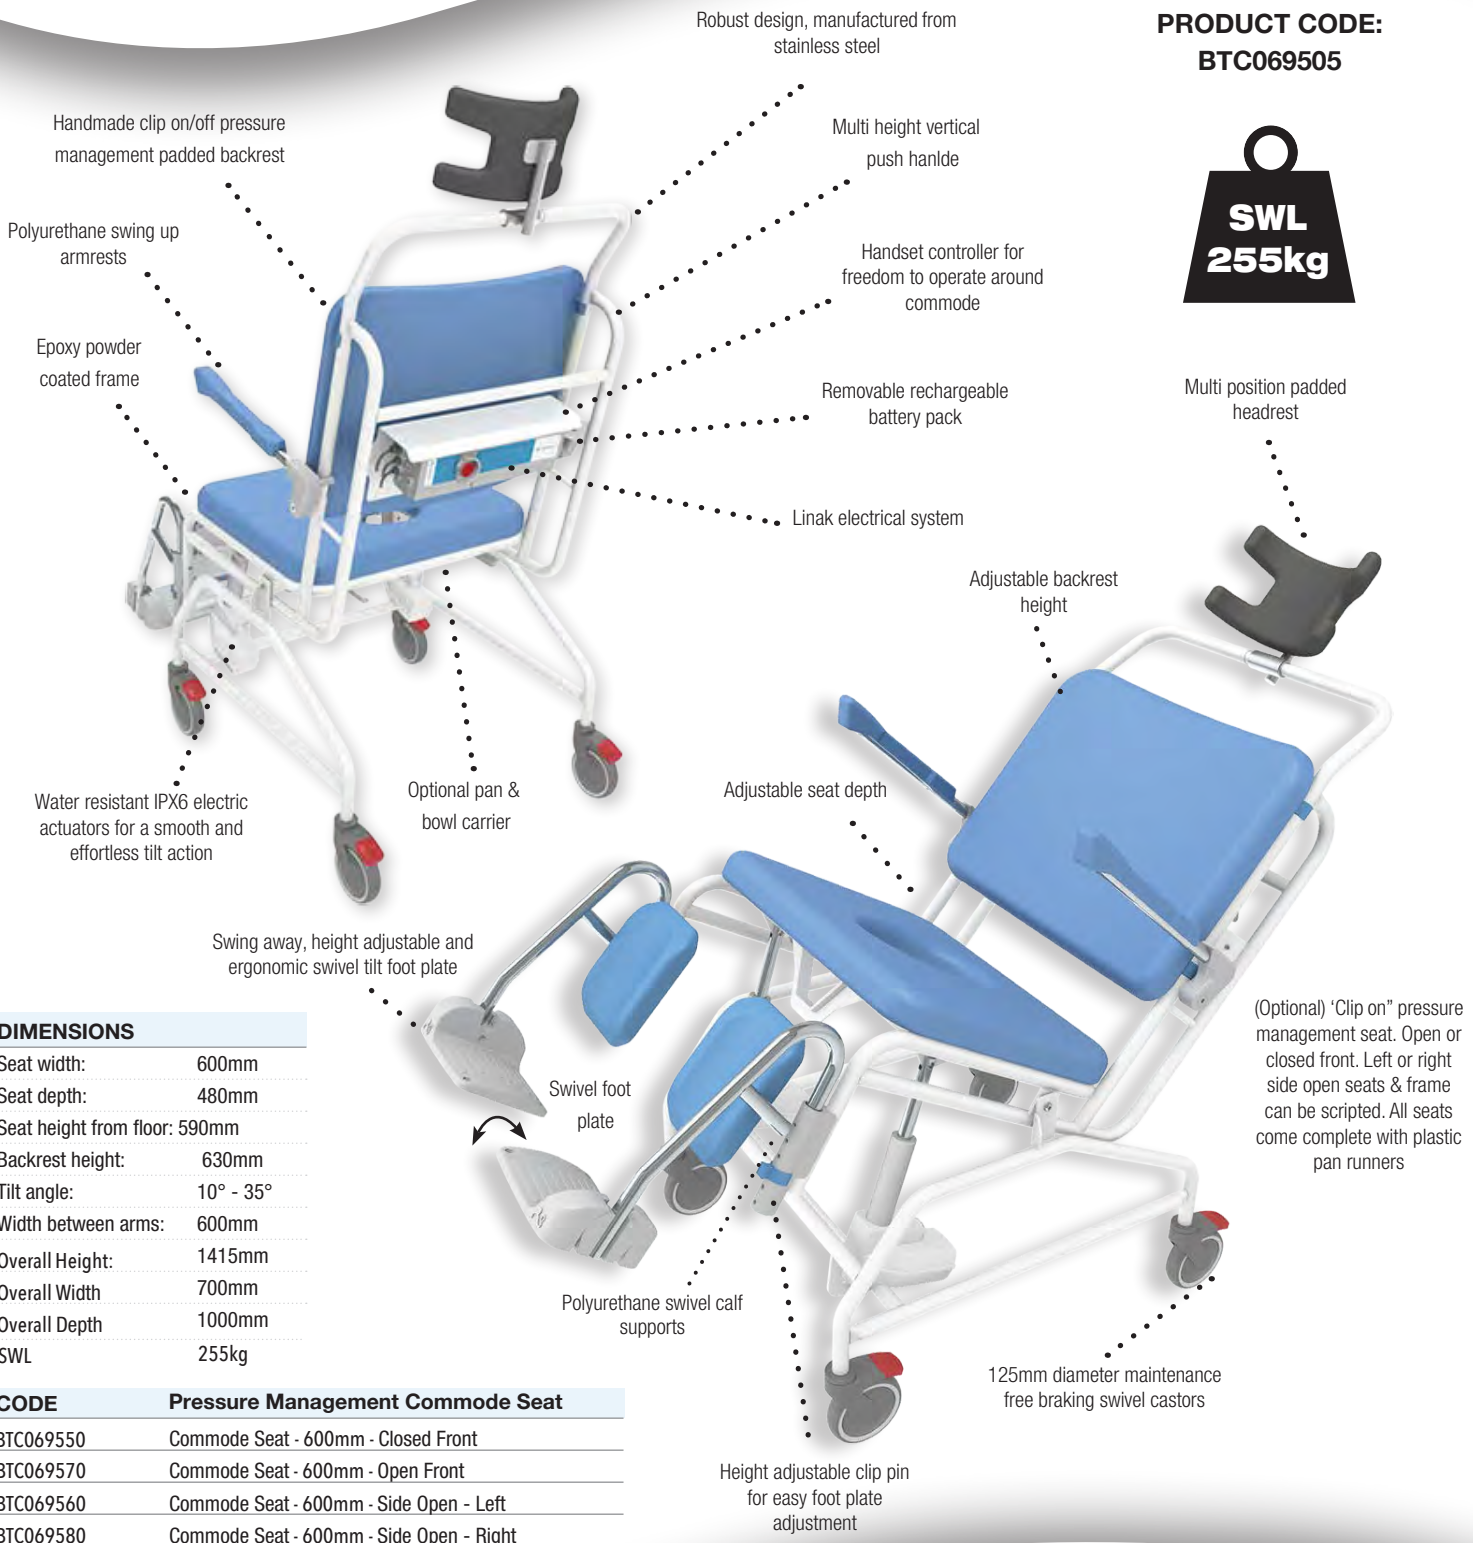 Robust design, manufactured from
stainless steel
PRODUCT CODE:
BTC069505
Handmade clip on/off pressure
management padded backrest
Multi height vertical
push hanlde
SWL
255kg
Polyurethane swing up
armrests
Handset controller for
freedom to operate around
commode
Epoxy powder
coated frame
Removable rechargeable
battery pack
Multi position padded
headrest
Linak electrical system
Adjustable backrest
height
Water resistant IPX6 electric
actuators for a smooth and
effortless tilt action
Optional pan &
bowl carrier
Adjustable seat depth
Swing away, height adjustable and
ergonomic swivel tilt foot plate
(Optional) ‘Clip on” pressure
management seat. Open or
closed front. Left or right
side open seats & frame
can be scripted. All seats
come complete with plastic
pan runners
Swivel foot
plate
DIMENSIONS
Seat width: 600mm
Seat depth: 480mm
Seat height from floor: 590mm
Backrest height: 630mm
Tilt angle: 10° - 35°
Width between arms: 600mm
Overall Height: 1415mm
Overall Width 700mm
Overall Depth 1000mm
SWL 255kg
Polyurethane swivel calf
supports
125mm diameter maintenance
free braking swivel castors
Height adjustable clip pin
for easy foot plate
adjustment
CODE Pressure Management Commode Seat
BTC069550 Commode Seat - 600mm - Closed Front
BTC069570 Commode Seat - 600mm - Open Front
BTC069560 Commode Seat - 600mm - Side Open - Left
BTC069580 Commode Seat - 600mm - Side Open - Right